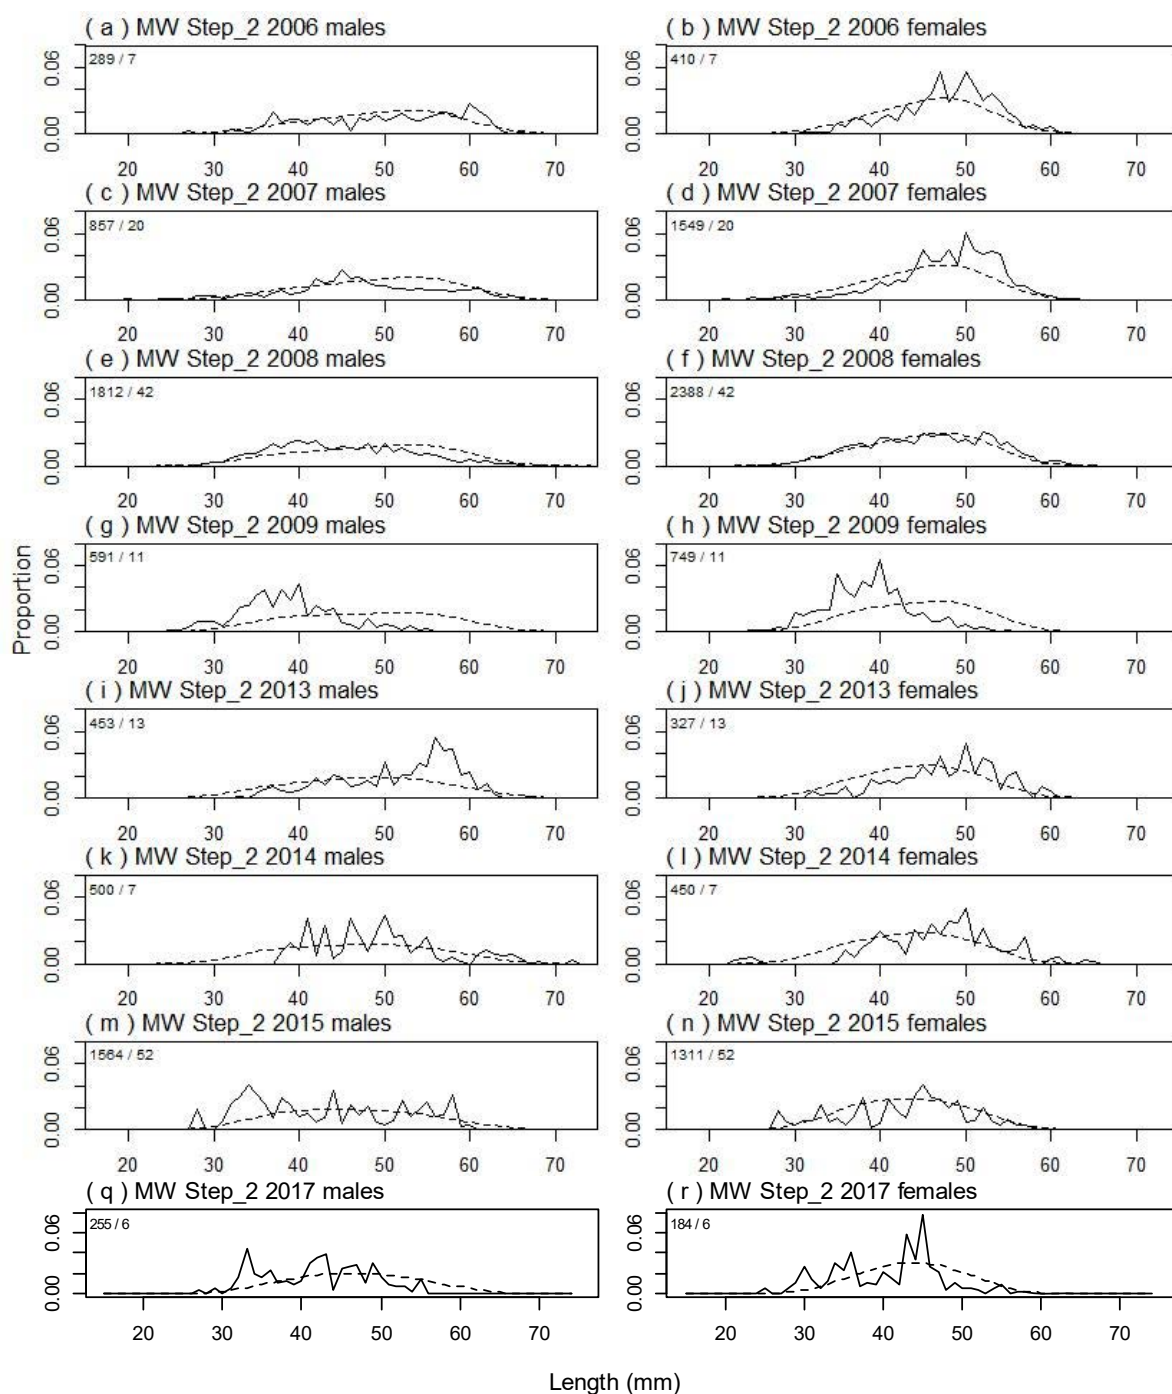 ( a ) MW Step_2 2006 males
( b ) MW Step_2 2006 females
0.06
289 / 7
0.06
410 / 7
0.00
0.00
20 30 40 50 60 70
20 30 40 50 60 70
( c ) MW Step_2 2007 males
( d ) MW Step_2 2007 females
0.06
857 / 20
0.06
1549 / 20
0.00
0.00
20 30 40 50 60 70
20 30 40 50 60 70
( e ) MW Step_2 2008 males
( f ) MW Step_2 2008 females
0.06
1812 / 42
0.06
2388 / 42
0.00
0.00
20 30 40 50 60 70
20 30 40 50 60 70
( g ) MW Step_2 2009 males
( h ) MW Step_2 2009 females
0.06
591 / 11
0.06
749 / 11
0.00
0.00
20 30 40 50 60 70
20 30 40 50 60 70
Proportion
( i ) MW Step_2 2013 males
( j ) MW Step_2 2013 females
0.06
453 / 13
0.06
327 / 13
0.00
0.00
20 30 40 50 60 70
20 30 40 50 60 70
( k ) MW Step_2 2014 males
( l ) MW Step_2 2014 females
0.06
500 / 7
0.06
450 / 7
0.00
0.00
20 30 40 50 60 70
20 30 40 50 60 70
( m ) MW Step_2 2015 males
( n ) MW Step_2 2015 females
0.06
1564 / 52
0.06
1311 / 52
0.00
0.00
20 30 40 50 60 70
20 30 40 50 60 70
( q ) MW Step_2 2017 males
( r ) MW Step_2 2017 females
0.06
255 / 6
0.06
184 / 6
0.00
0.00
20 30 40 50 60 70
20 30 40 50 60 70
Length (mm)